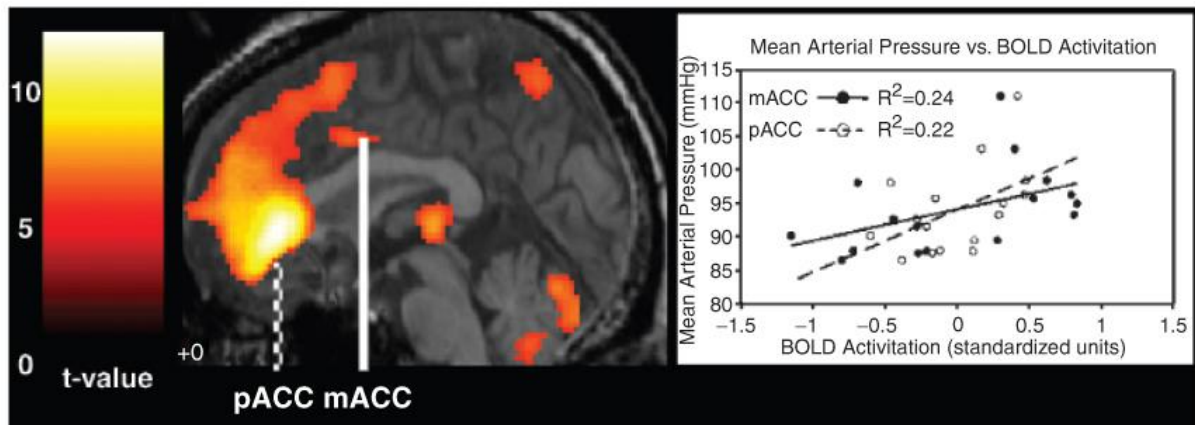 10
5
0
t-value
+0
pACC mACC
Mean Arterial Pressure vs. BOLD Activitation
Mean Arterial Pressure (mmHg)
115
110
105
100
95
90
85
80
mACC R²=0.24
pACC R²=0.22
−1.5 −1 −0.5 0 0.5 1 1.5
BOLD Activitation (standardized units)